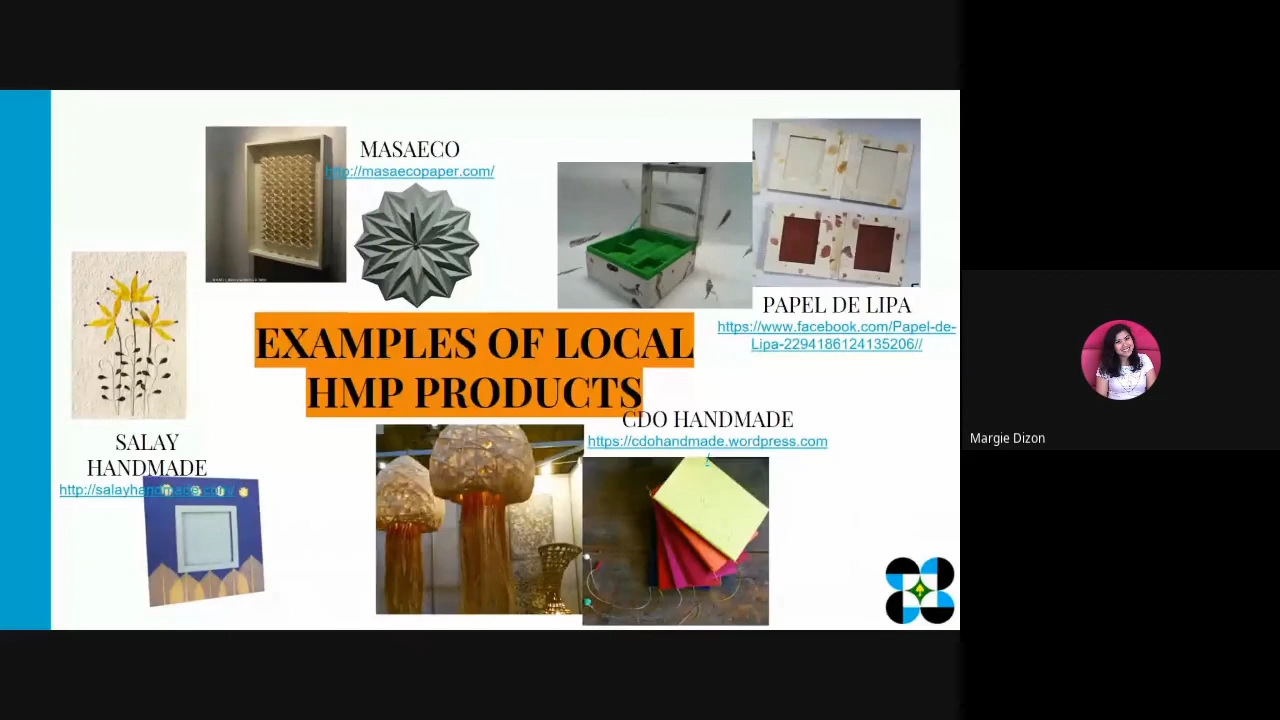 MASAECO
http://masaecopaper.com/
PAPEL DE LIPA
https://www.facebook.com/Papel-de-
Lipa-2294186124135206//
EXAMPLES OF LOCAL
HMP PRODUCTS
CDO HANDMADE
https://cdohandmade.wordpress.com
SALAY
HANDMADE
http://salayhandmade.com/
Margie Dizon